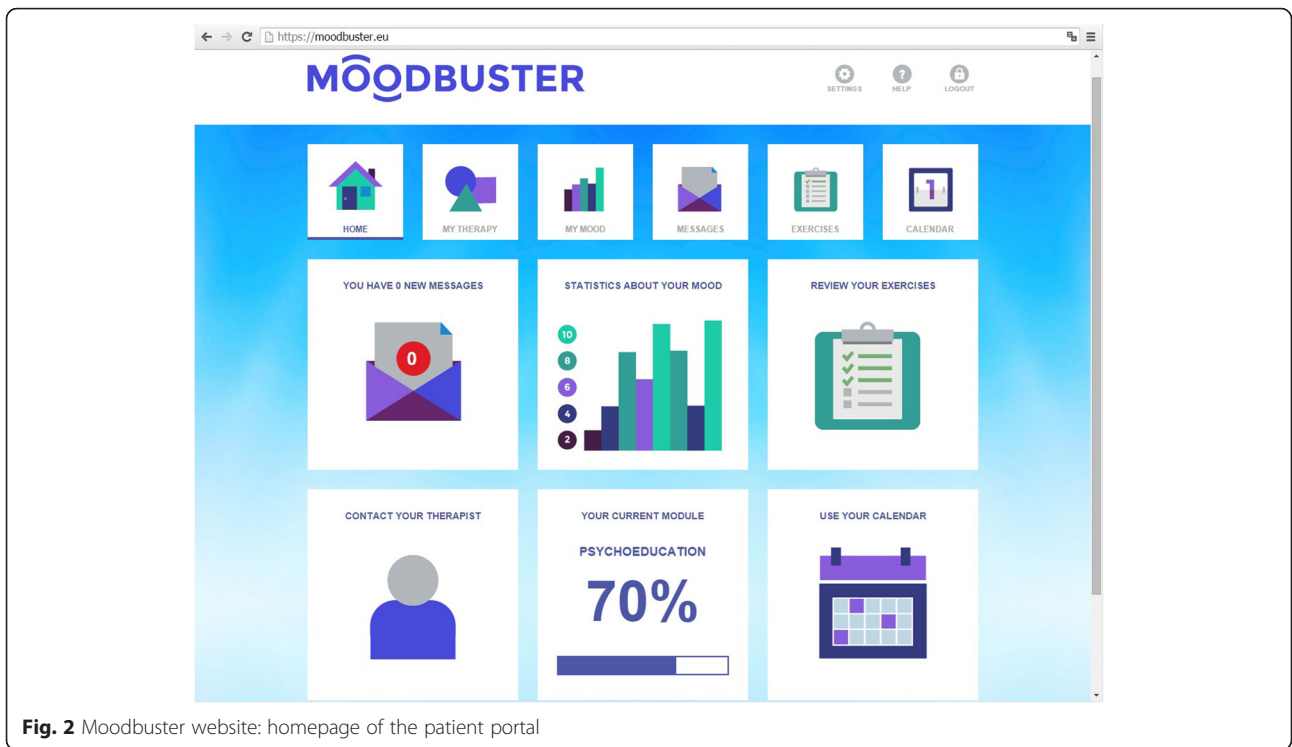 https://moodbuster.eu
MOODBUSTER
SETTINGS HELP LOGOUT
1
HOME MY THERAPY MY MOOD MESSAGES EXERCISES CALENDAR
YOU HAVE 0 NEW MESSAGES STATISTICS ABOUT YOUR MOOD REVIEW YOUR EXERCISES
0
10
8
6
4
2
CONTACT YOUR THERAPIST YOUR CURRENT MODULE USE YOUR CALENDAR
PSYCHOEDUCATION
70%
Fig. 2 Moodbuster website: homepage of the patient portal